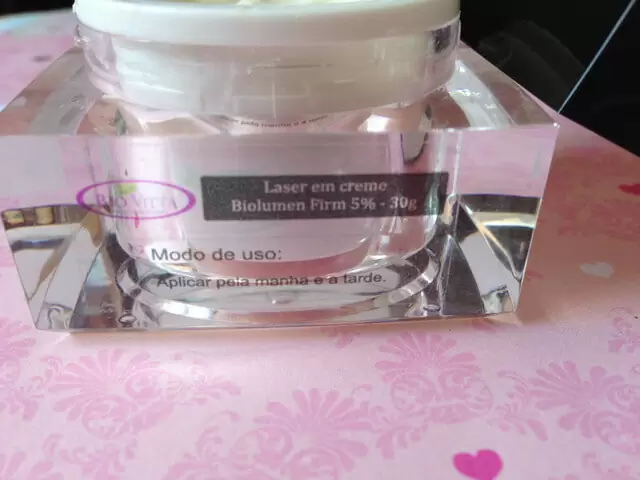 Laser em creme
Biolumen Firm 5% - 30g
Modo de uso:
Aplicar pela manha e a tarde.